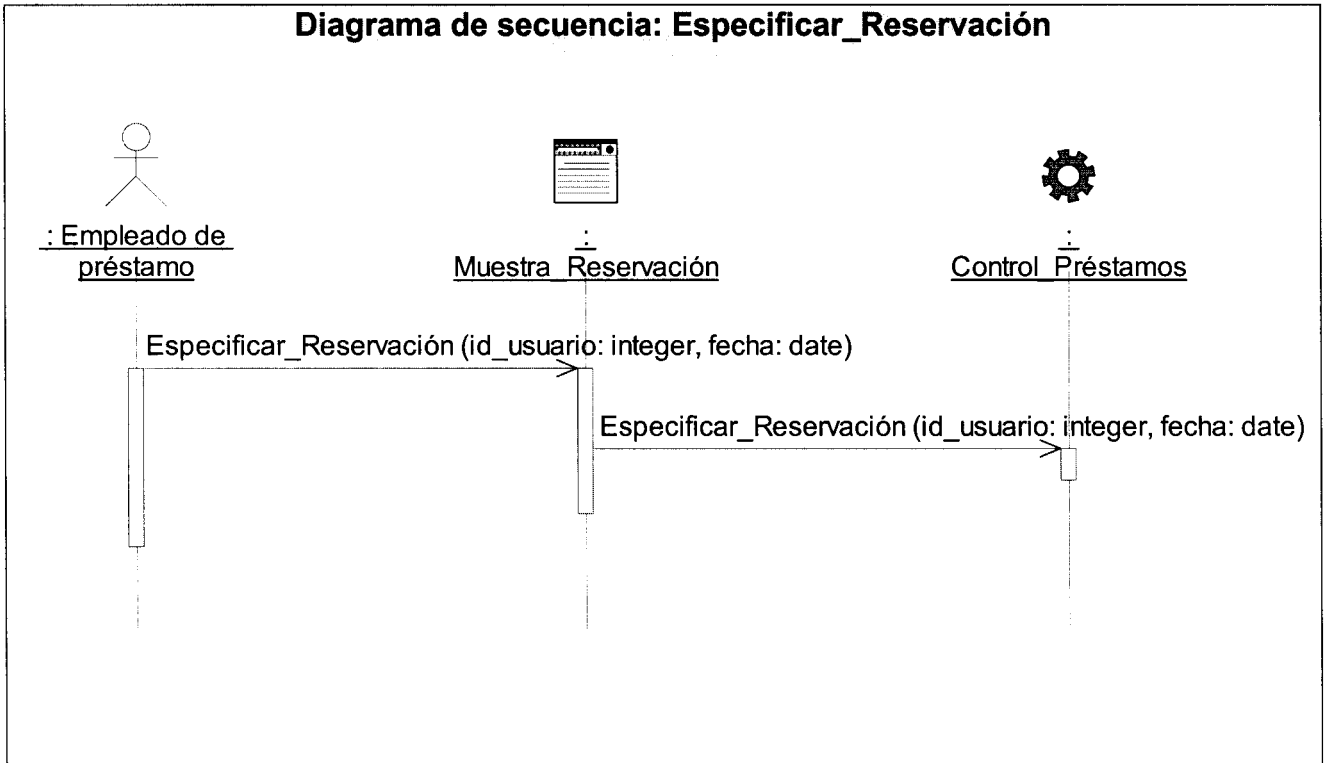 Diagrama de secuencia: Especificar_Reservación
: Empleado de
préstamo
:
Muestra_Reservación
:
Control_Préstamos
Especificar_Reservación (id_usuario: integer, fecha: date)
Especificar_Reservación (id_usuario: integer, fecha: date)